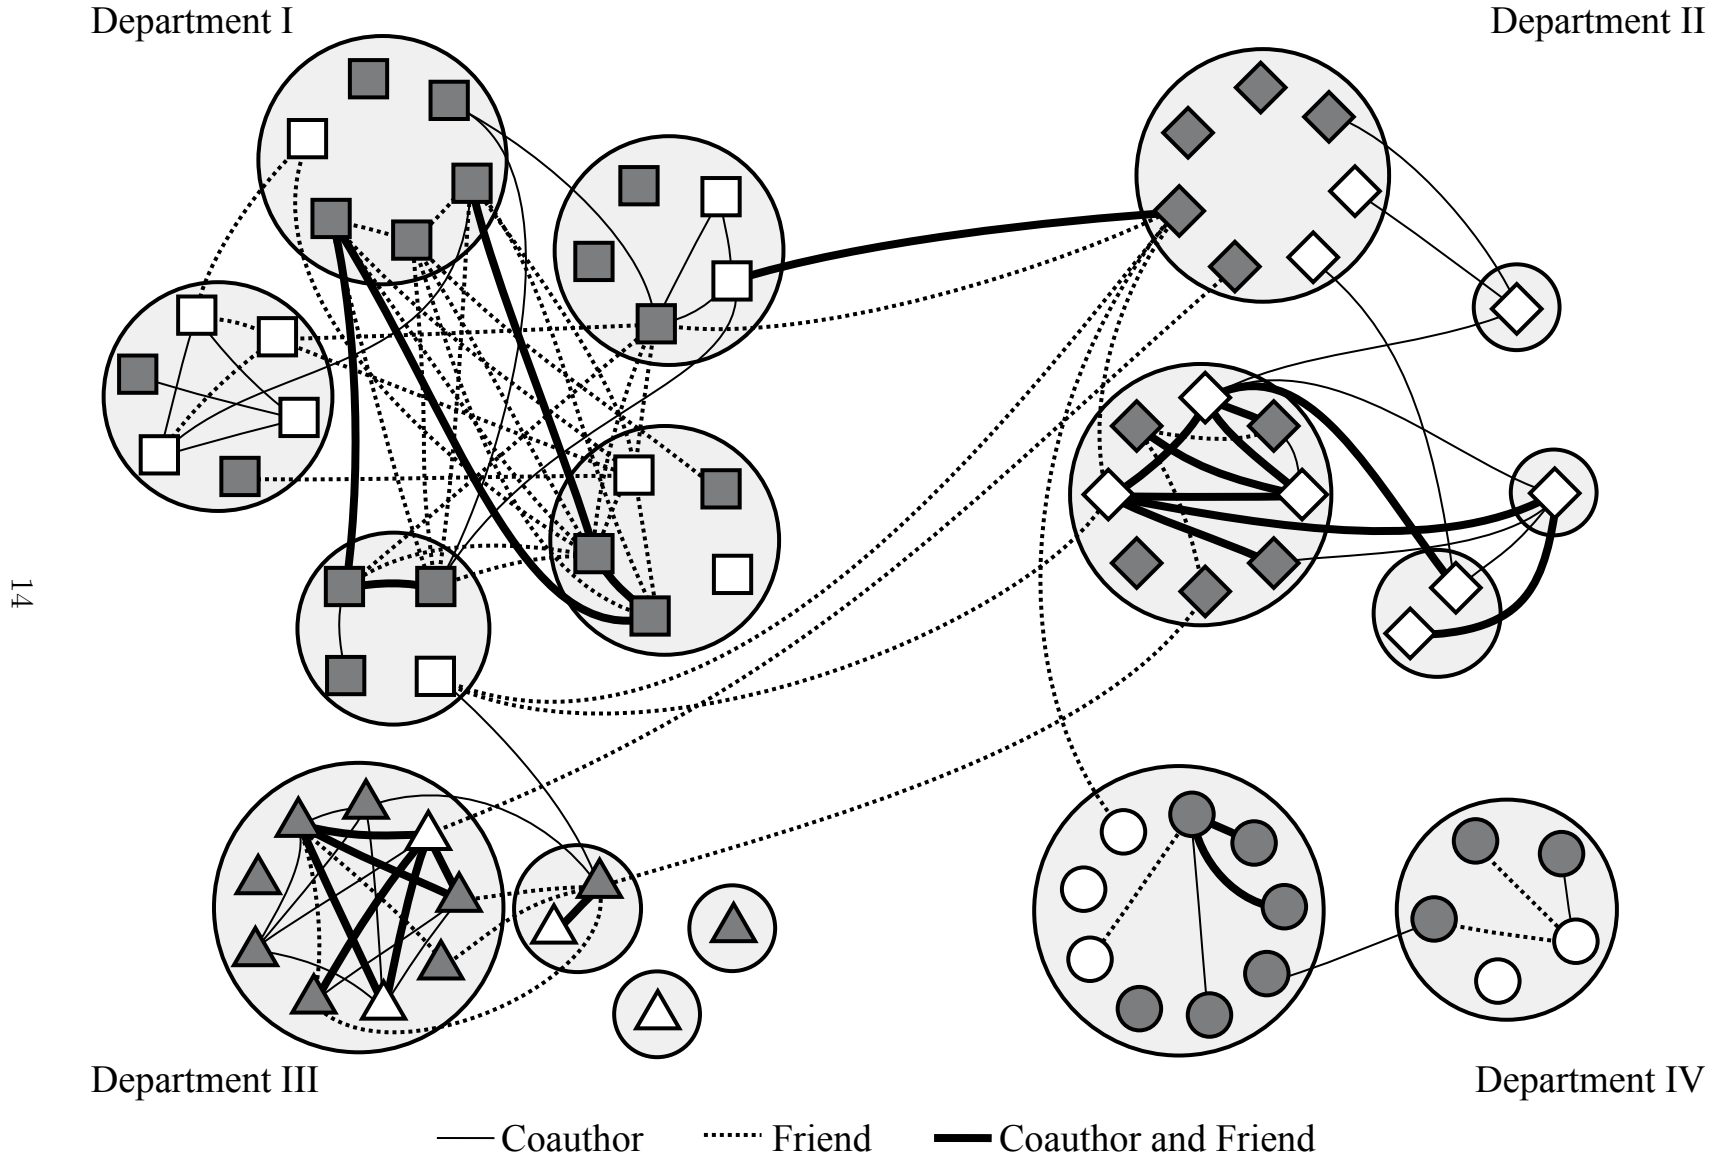 Department I
Department II
14
Department III
Department IV
Coauthor
Friend
Coauthor and Friend